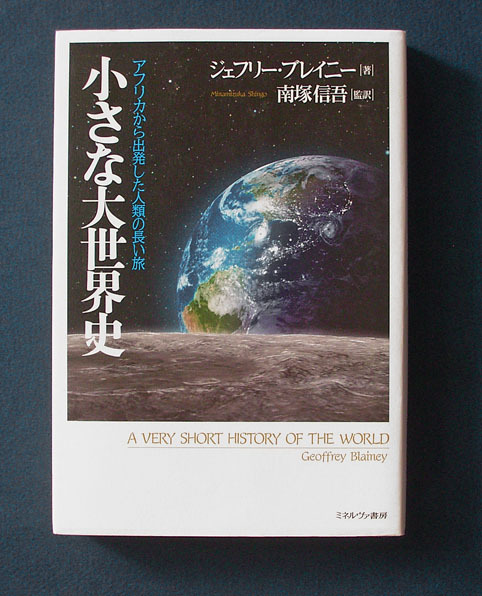 ジェフリー・ブレイニー[著]
Minamizuka Shingo 南塚信吾[監訳]
小さな大世界史
アフリカから出発した人類の長い旅
A VERY SHORT HISTORY OF THE WORLD
Geoffrey Blainey
ミネルヴァ書房